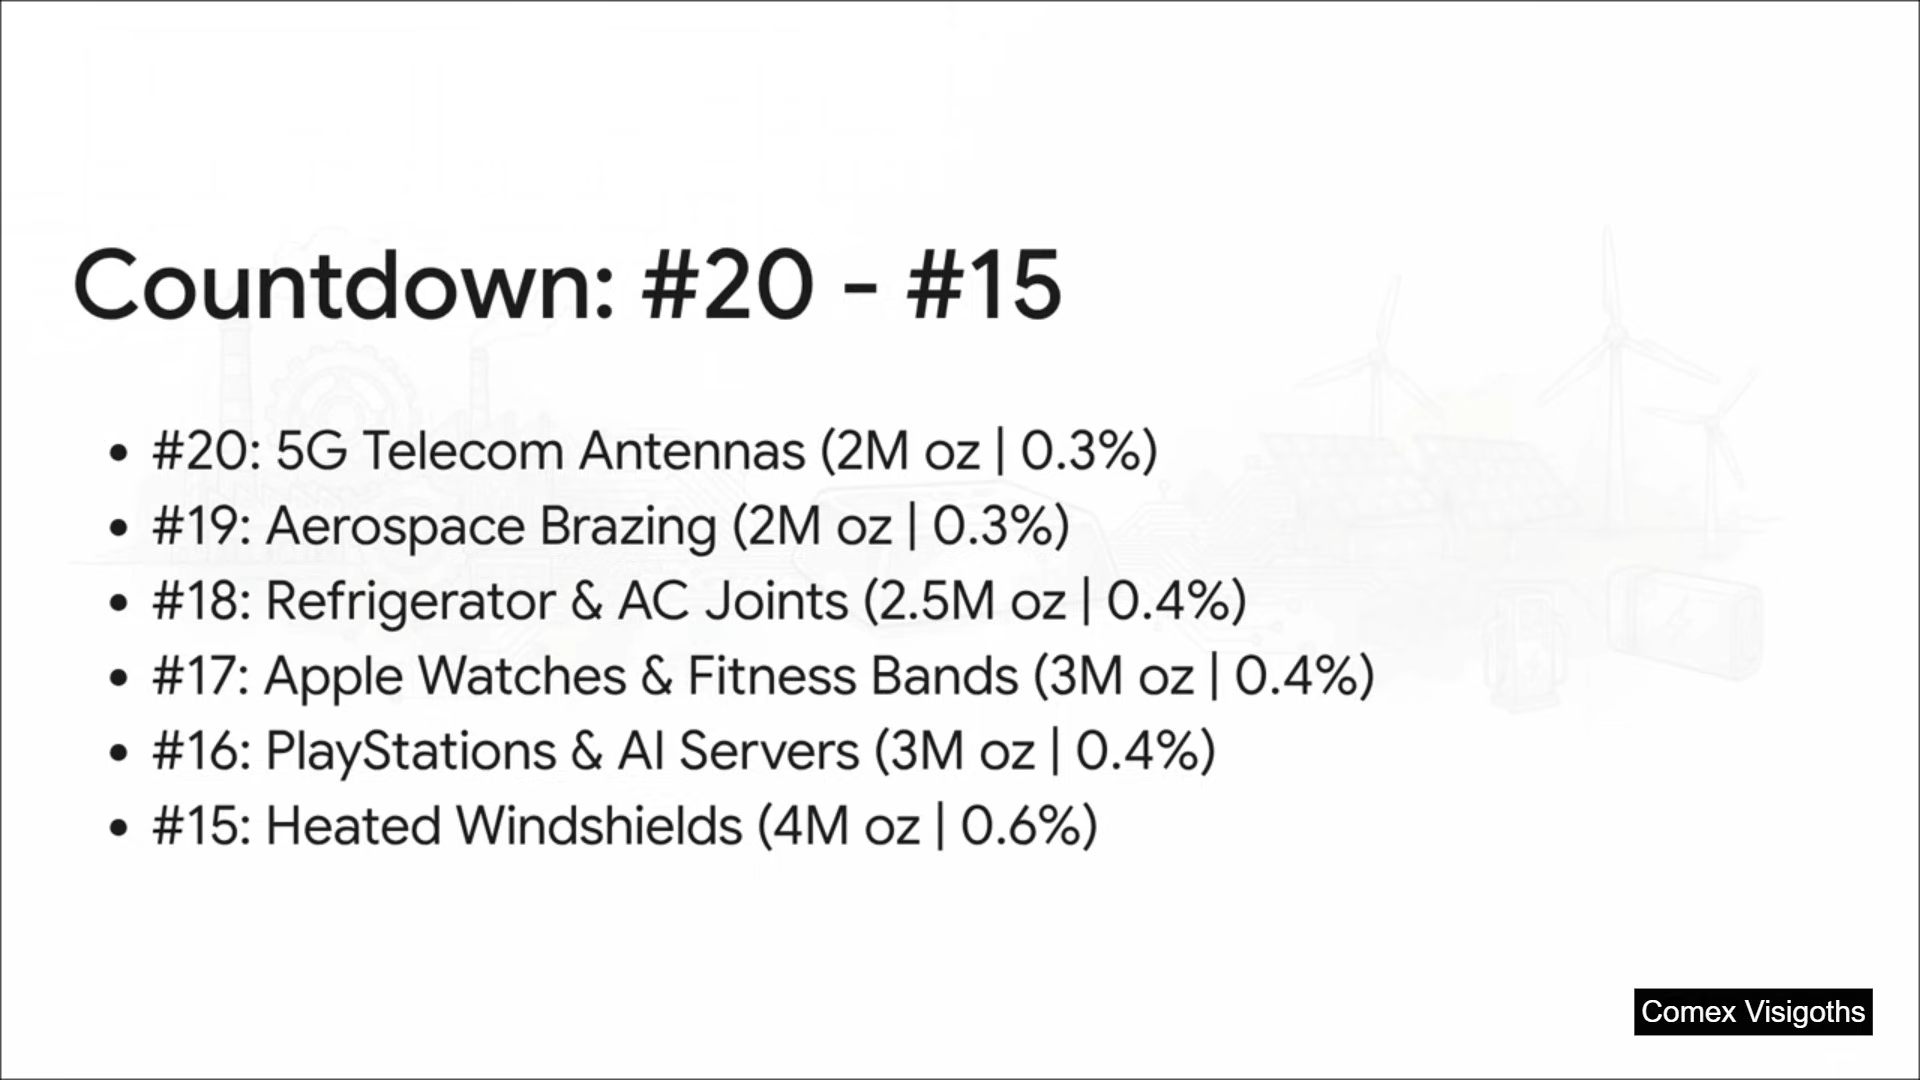 Countdown: #20 - #15
• #20: 5G Telecom Antennas (2M oz | 0.3%)
• #19: Aerospace Brazing (2M oz | 0.3%)
• #18: Refrigerator & AC Joints (2.5M oz | 0.4%)
• #17: Apple Watches & Fitness Bands (3M oz | 0.4%)
• #16: PlayStations & AI Servers (3M oz | 0.4%)
• #15: Heated Windshields (4M oz | 0.6%)
Comex Visigoths